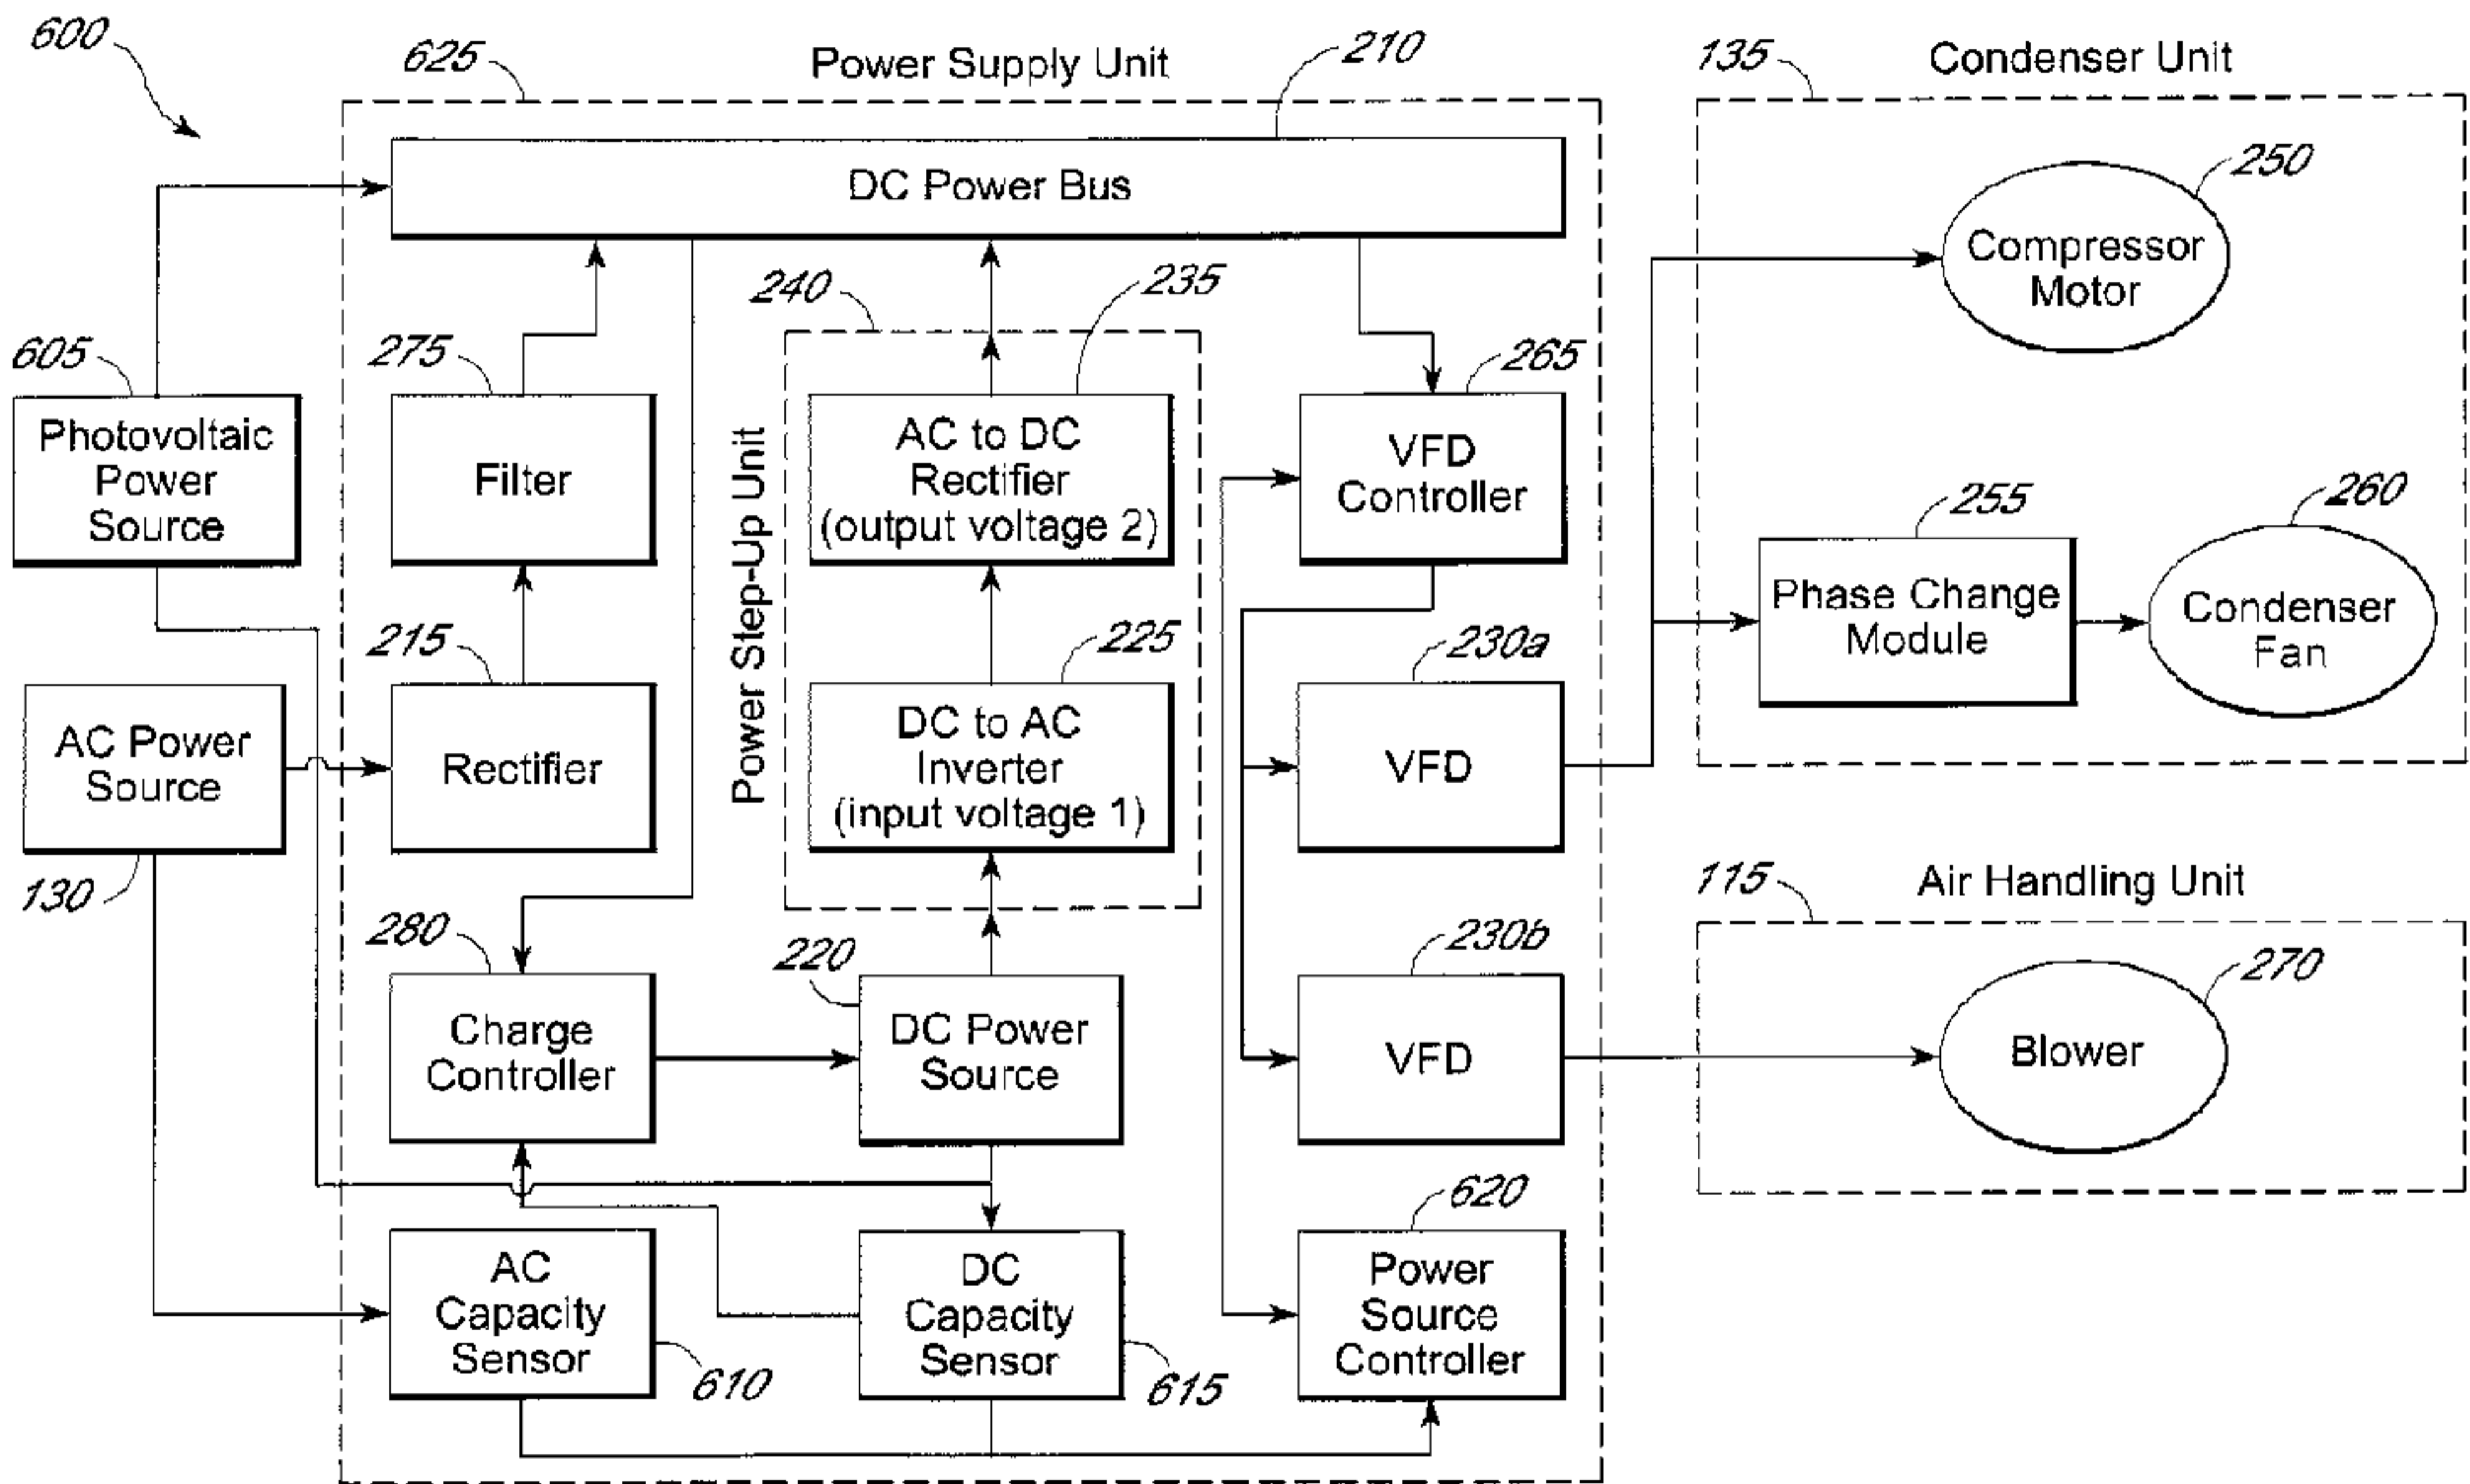 600
625
Power Supply Unit
210
135
Condenser Unit
DC Power Bus
250
Compressor
Motor
240
235
605
275
265
Photovoltaic
Power
Source
Filter
Power Step-Up Unit
AC to DC
Rectifier
(output voltage 2)
VFD
Controller
255
260
Phase Change
Module
Condenser
Fan
215
225
230a
AC Power
Source
Rectifier
DC to AC
Inverter
(input voltage 1)
VFD
130
115
Air Handling Unit
280
220
230b
270
Charge
Controller
DC Power
Source
VFD
Blower
620
AC
Capacity
Sensor
610
DC
Capacity
Sensor
615
Power
Source
Controller